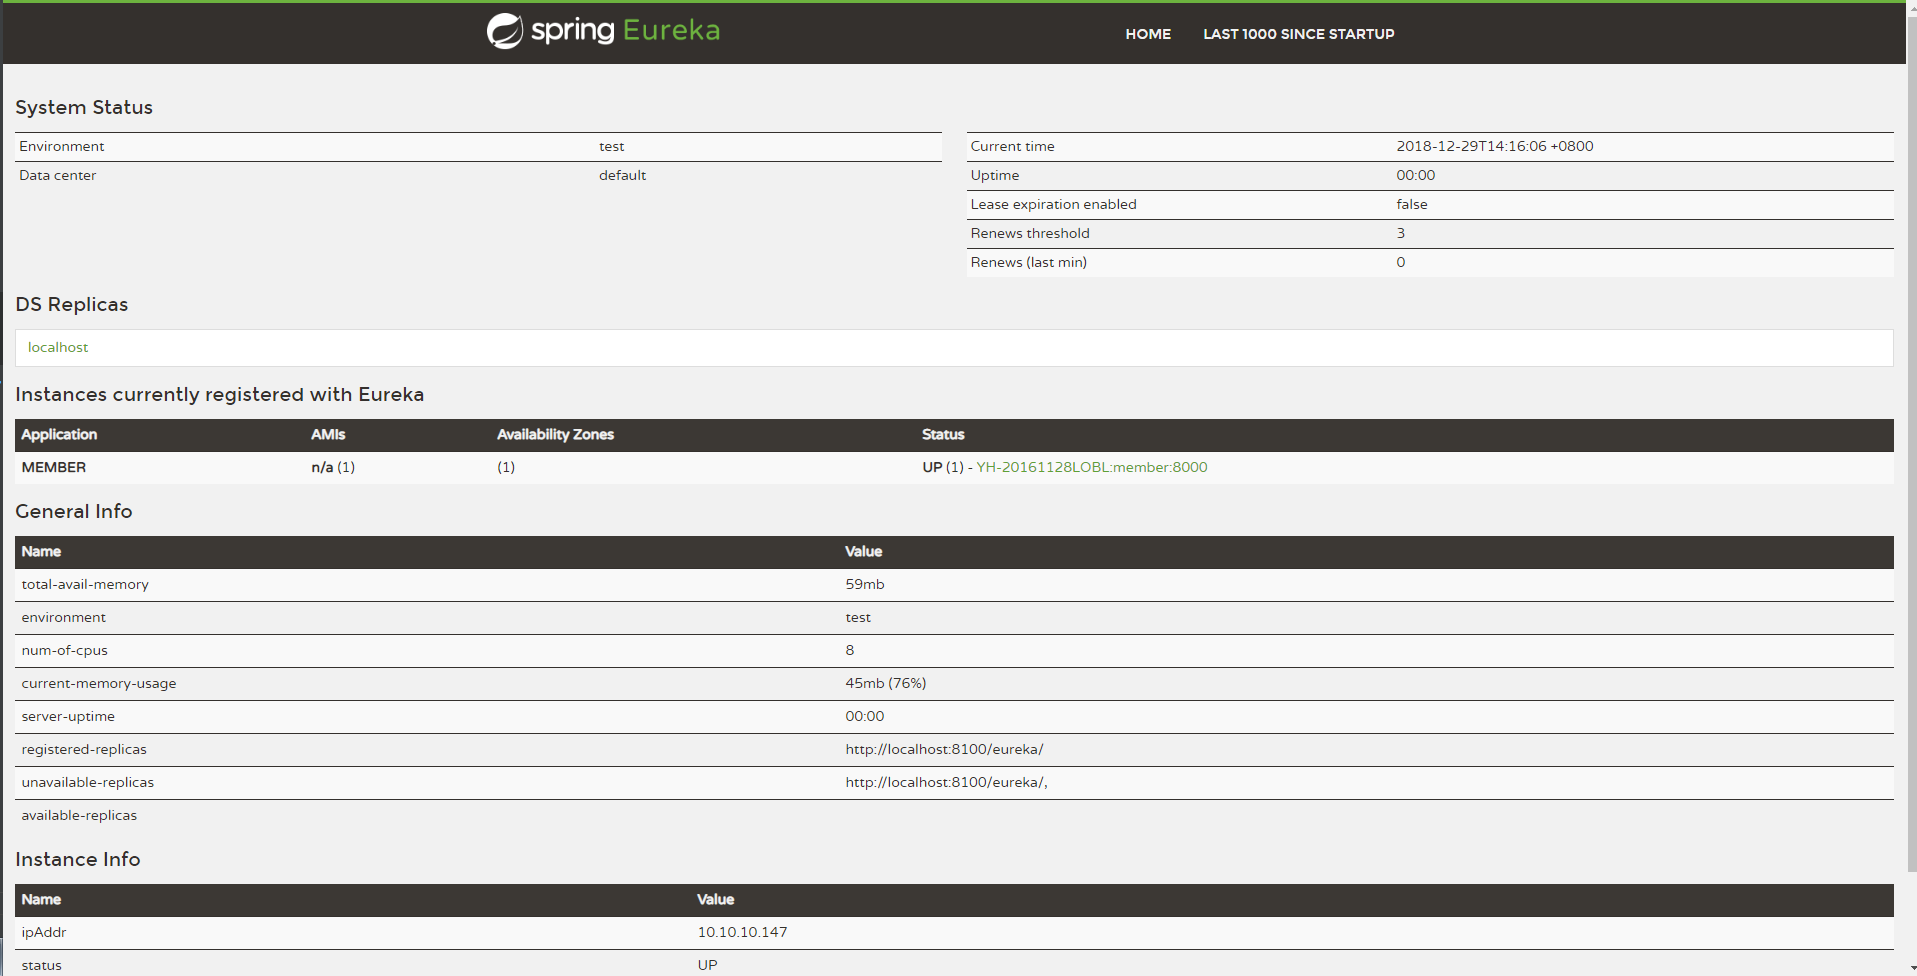 spring Eureka
HOME LAST 1000 SINCE STARTUP
System Status
Environment test
Data center default
Current time 2018-12-29T14:16:06 +0800
Uptime 00:00
Lease expiration enabled false
Renews threshold 3
Renews (last min) 0
DS Replicas
localhost
Instances currently registered with Eureka
Application AMIs Availability Zones Status
MEMBER n/a (1) (1) UP (1) - YH-20161128LOBL:member:8000
General Info
Name Value
total-avail-memory 59mb
environment test
num-of-cpus 8
current-memory-usage 45mb (76%)
server-uptime 00:00
registered-replicas http://localhost:8100/eureka/
unavailable-replicas http://localhost:8100/eureka/,
available-replicas
Instance Info
Name Value
ipAddr 10.10.10.147
status UP